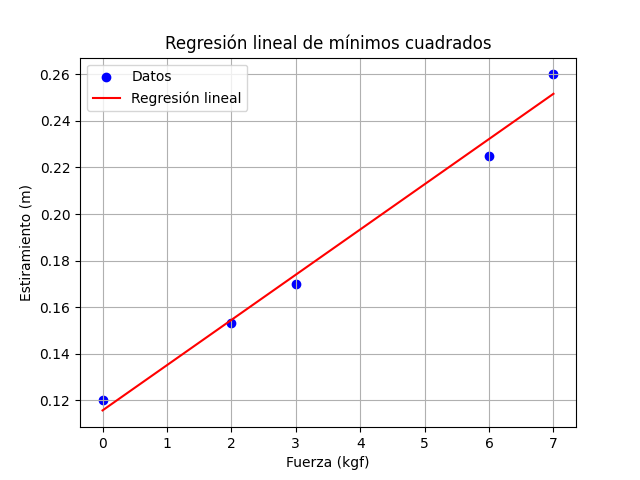 Regresión lineal de mínimos cuadrados
Datos
Regresión lineal
0.26
0.24
0.22
0.20
0.18
0.16
0.14
0.12
Estiramiento (m)
0 1 2 3 4 5 6 7
Fuerza (kgf)